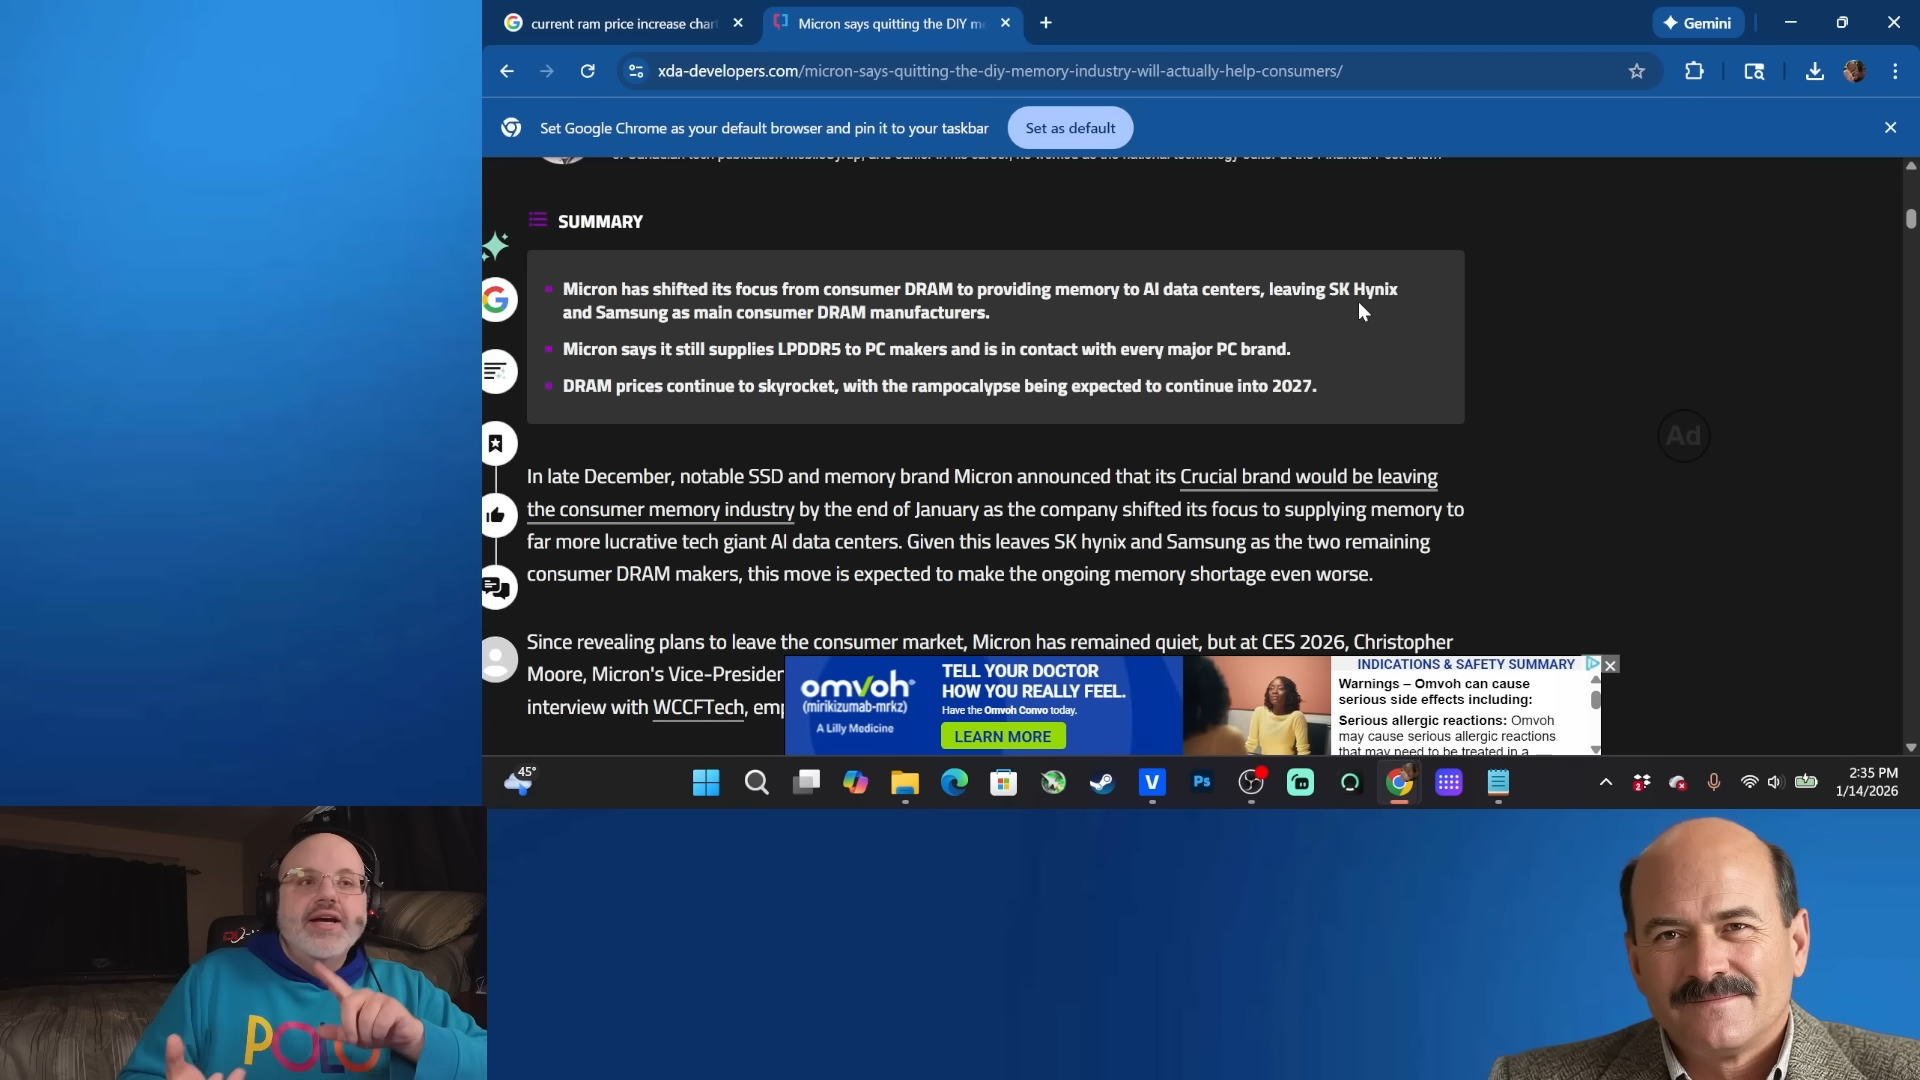 current ram price increase char
Micron says quitting the DIY m
Gemini
xda-developers.com/micron-says-quitting-the-diy-memory-industry-will-actually-help-consumers/
Set Google Chrome as your default browser and pin it to your taskbar
Set as default
SUMMARY
Micron has shifted its focus from consumer DRAM to providing memory to AI data centers, leaving SK Hynix
and Samsung as main consumer DRAM manufacturers.
Micron says it still supplies LPDDR5 to PC makers and is in contact with every major PC brand.
DRAM prices continue to skyrocket, with the rampocalypse being expected to continue into 2027.
Ad
In late December, notable SSD and memory brand Micron announced that its Crucial brand would be leaving
the consumer memory industry by the end of January as the company shifted its focus to supplying memory to
far more lucrative tech giant AI data centers. Given this leaves SK hynix and Samsung as the two remaining
consumer DRAM makers, this move is expected to make the ongoing memory shortage even worse.
Since revealing plans to leave the consumer market, Micron has remained quiet, but at CES 2026, Christopher
Moore, Micron's Vice-Presiden
interview with WCCFTech, emp
omvoh
(mirikizumab-mrkz)
A Lilly Medicine
TELL YOUR DOCTOR
HOW YOU REALLY FEEL.
Have the Omvoh Convo today.
LEARN MORE
INDICATIONS & SAFETY SUMMARY
Warnings – Omvoh can cause
serious side effects including:
Serious allergic reactions: Omvoh
may cause serious allergic reactions
that may need to be treated in a
45°
Ps
2
2:35 PM
1/14/2026
POLO